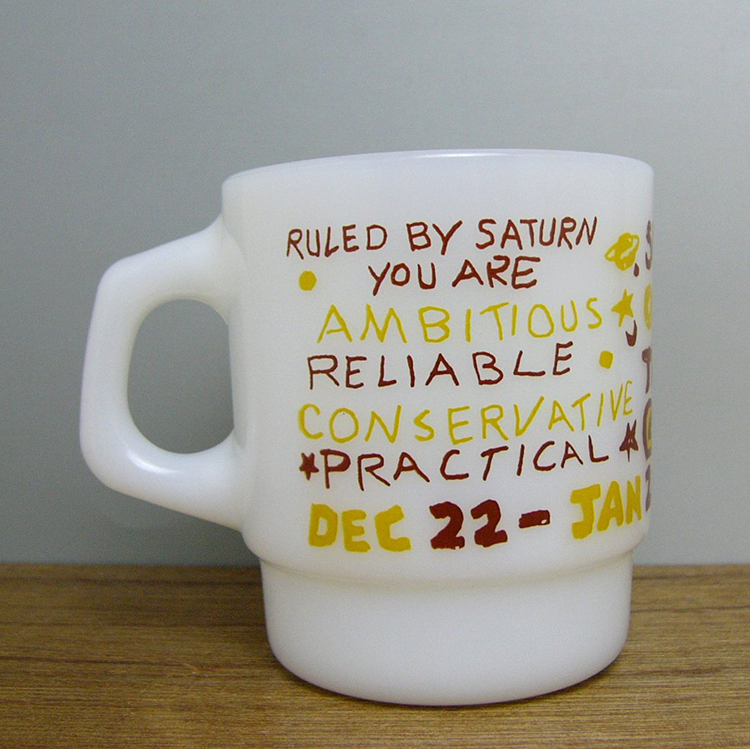 RULED BY SATURN
YOU ARE
AMBITIOUS
RELIABLE
CONSERVATIVE
PRACTICAL
DEC 22 - JAN